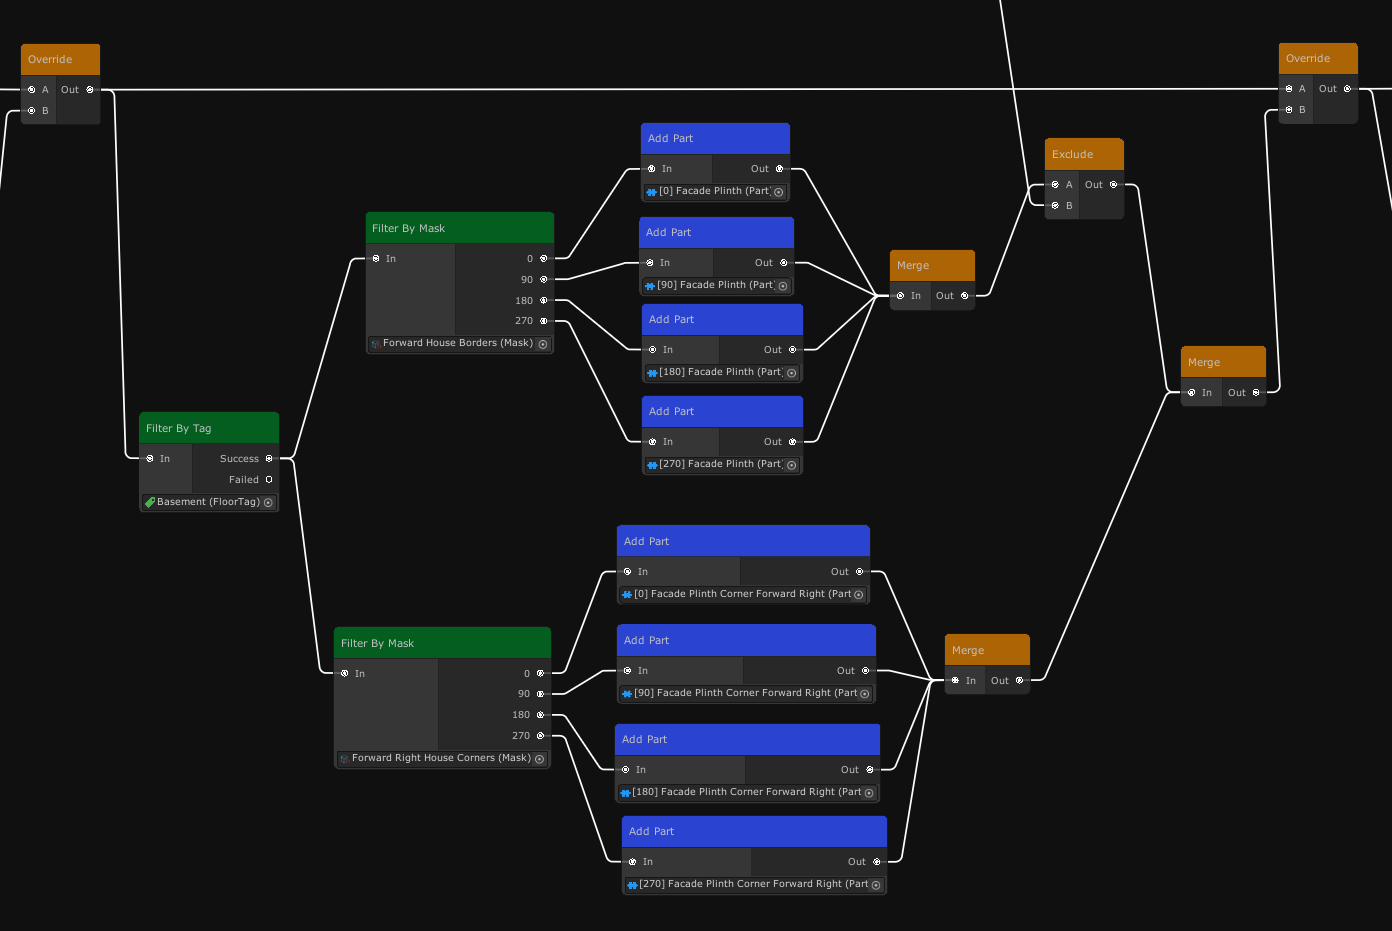 Override
A Out
B
Override
A Out
B
Add Part
In Out
[0] Facade Plinth (Part
Exclude
A Out
B
Filter By Mask
In 0
90
180
270
Forward House Borders (Mask)
Add Part
In Out
[90] Facade Plinth (Part
Merge
In Out
Add Part
In Out
[180] Facade Plinth (Part
Merge
In Out
Add Part
In Out
[270] Facade Plinth (Part
Filter By Tag
In Success
Failed
Basement (FloorTag)
Add Part
In Out
[0] Facade Plinth Corner Forward Right (Part
Filter By Mask
In 0
90
180
270
Forward Right House Corners (Mask)
Add Part
In Out
[90] Facade Plinth Corner Forward Right (Part
Merge
In Out
Add Part
In Out
[180] Facade Plinth Corner Forward Right (Part
Add Part
In Out
[270] Facade Plinth Corner Forward Right (Part